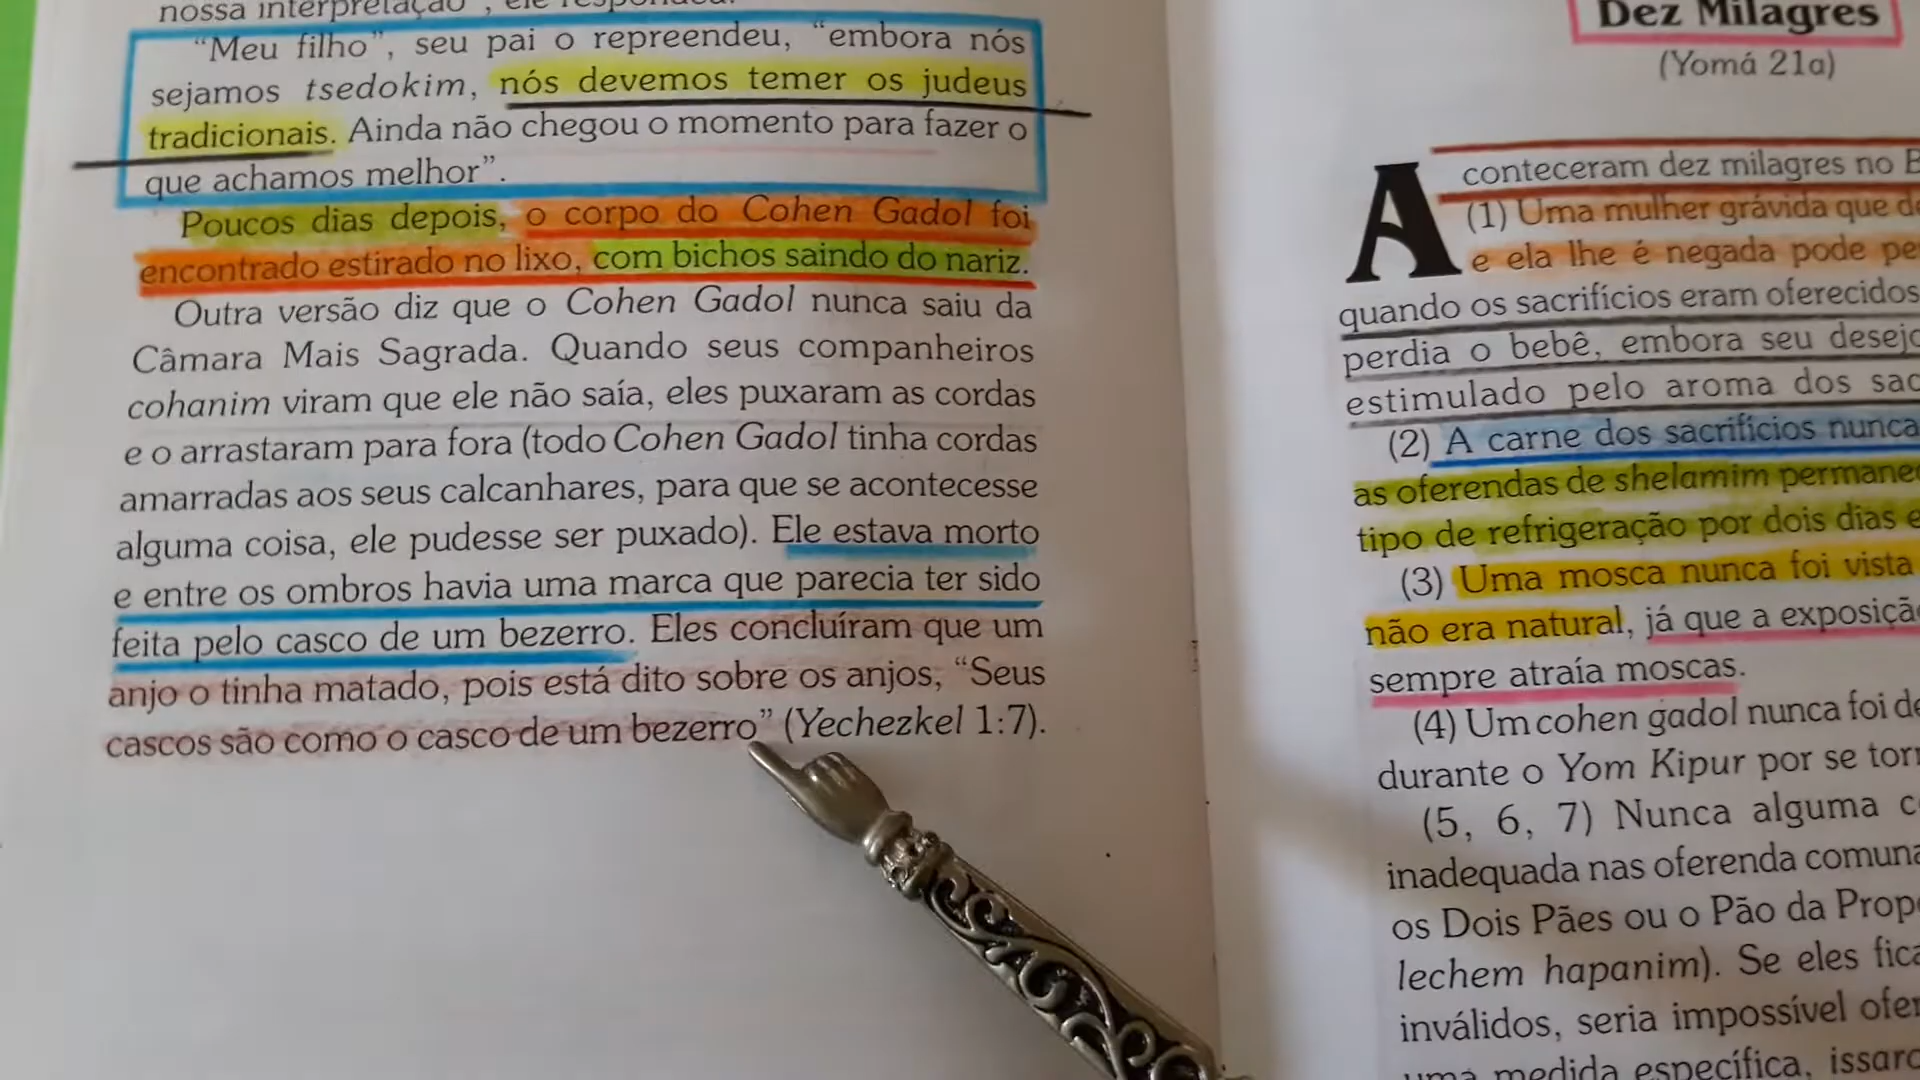 nossa interpretação", ele respondeu.
"Meu filho", seu pai o repreendeu, "embora nós
sejamos tsedokim, nós devemos temer os judeus
tradicionais. Ainda não chegou o momento para fazer o
que achamos melhor".
Poucos dias depois, o corpo do Cohen Gadol foi
encontrado estirado no lixo, com bichos saindo do nariz.
Outra versão diz que o Cohen Gadol nunca saiu da
Câmara Mais Sagrada. Quando seus companheiros
cohanim viram que ele não saía, eles puxaram as cordas
e o arrastaram para fora (todo Cohen Gadol tinha cordas
amarradas aos seus calcanhares, para que se acontecesse
alguma coisa, ele pudesse ser puxado). Ele estava morto
e entre os ombros havia uma marca que parecia ter sido
feita pelo casco de um bezerro. Eles concluíram que um
anjo o tinha matado, pois está dito sobre os anjos, "Seus
cascos são como o casco de um bezerro" (Yechezkel 1:7).
Dez Milagres
(Yomá 21a)
Aconteceram dez milagres no
(1) Uma mulher grávida que
e ela lhe é negada pode
quando os sacrifícios eram oferecidos
perdia o bebê, embora seu
estimulado pelo aroma dos
(2) A carne dos sacrifícios nunca
as oferendas de shelamim
tipo de refrigeração por dois dias e
(3) Uma mosca nunca foi vista
não era natural, já que a
sempre atraía moscas.
(4) Um cohen gadol nunca foi
durante o Yom Kipur por se
(5, 6, 7) Nunca alguma
inadequada nas oferenda
os Dois Pães ou o Pão da
lechem hapanim). Se eles
inválidos, seria impossível
uma medida específica,